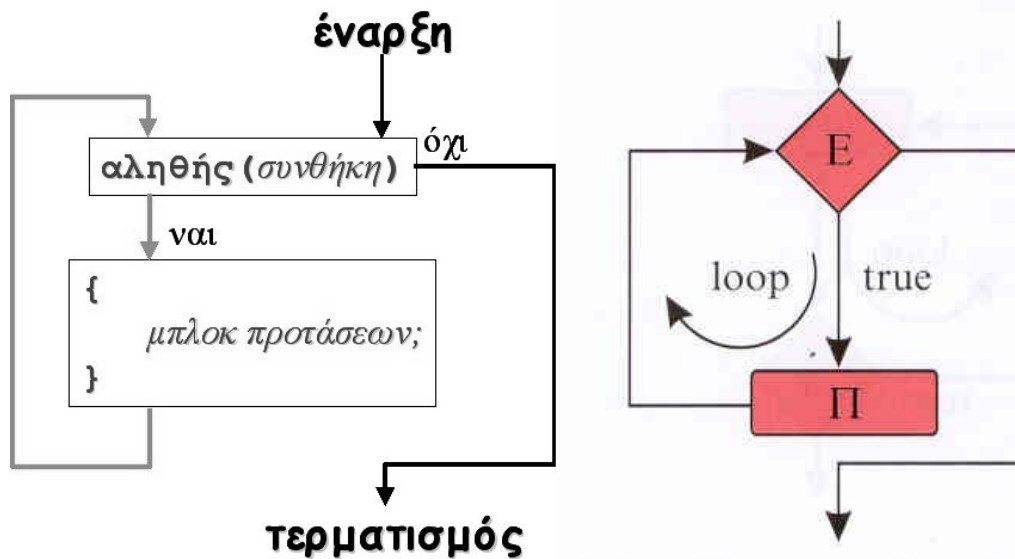 έναρξη
αληθής (συνθήκη)
όχι
ναι
{
μπλοκ προτάσεων;
}
τερματισμός
E
loop
true
Π